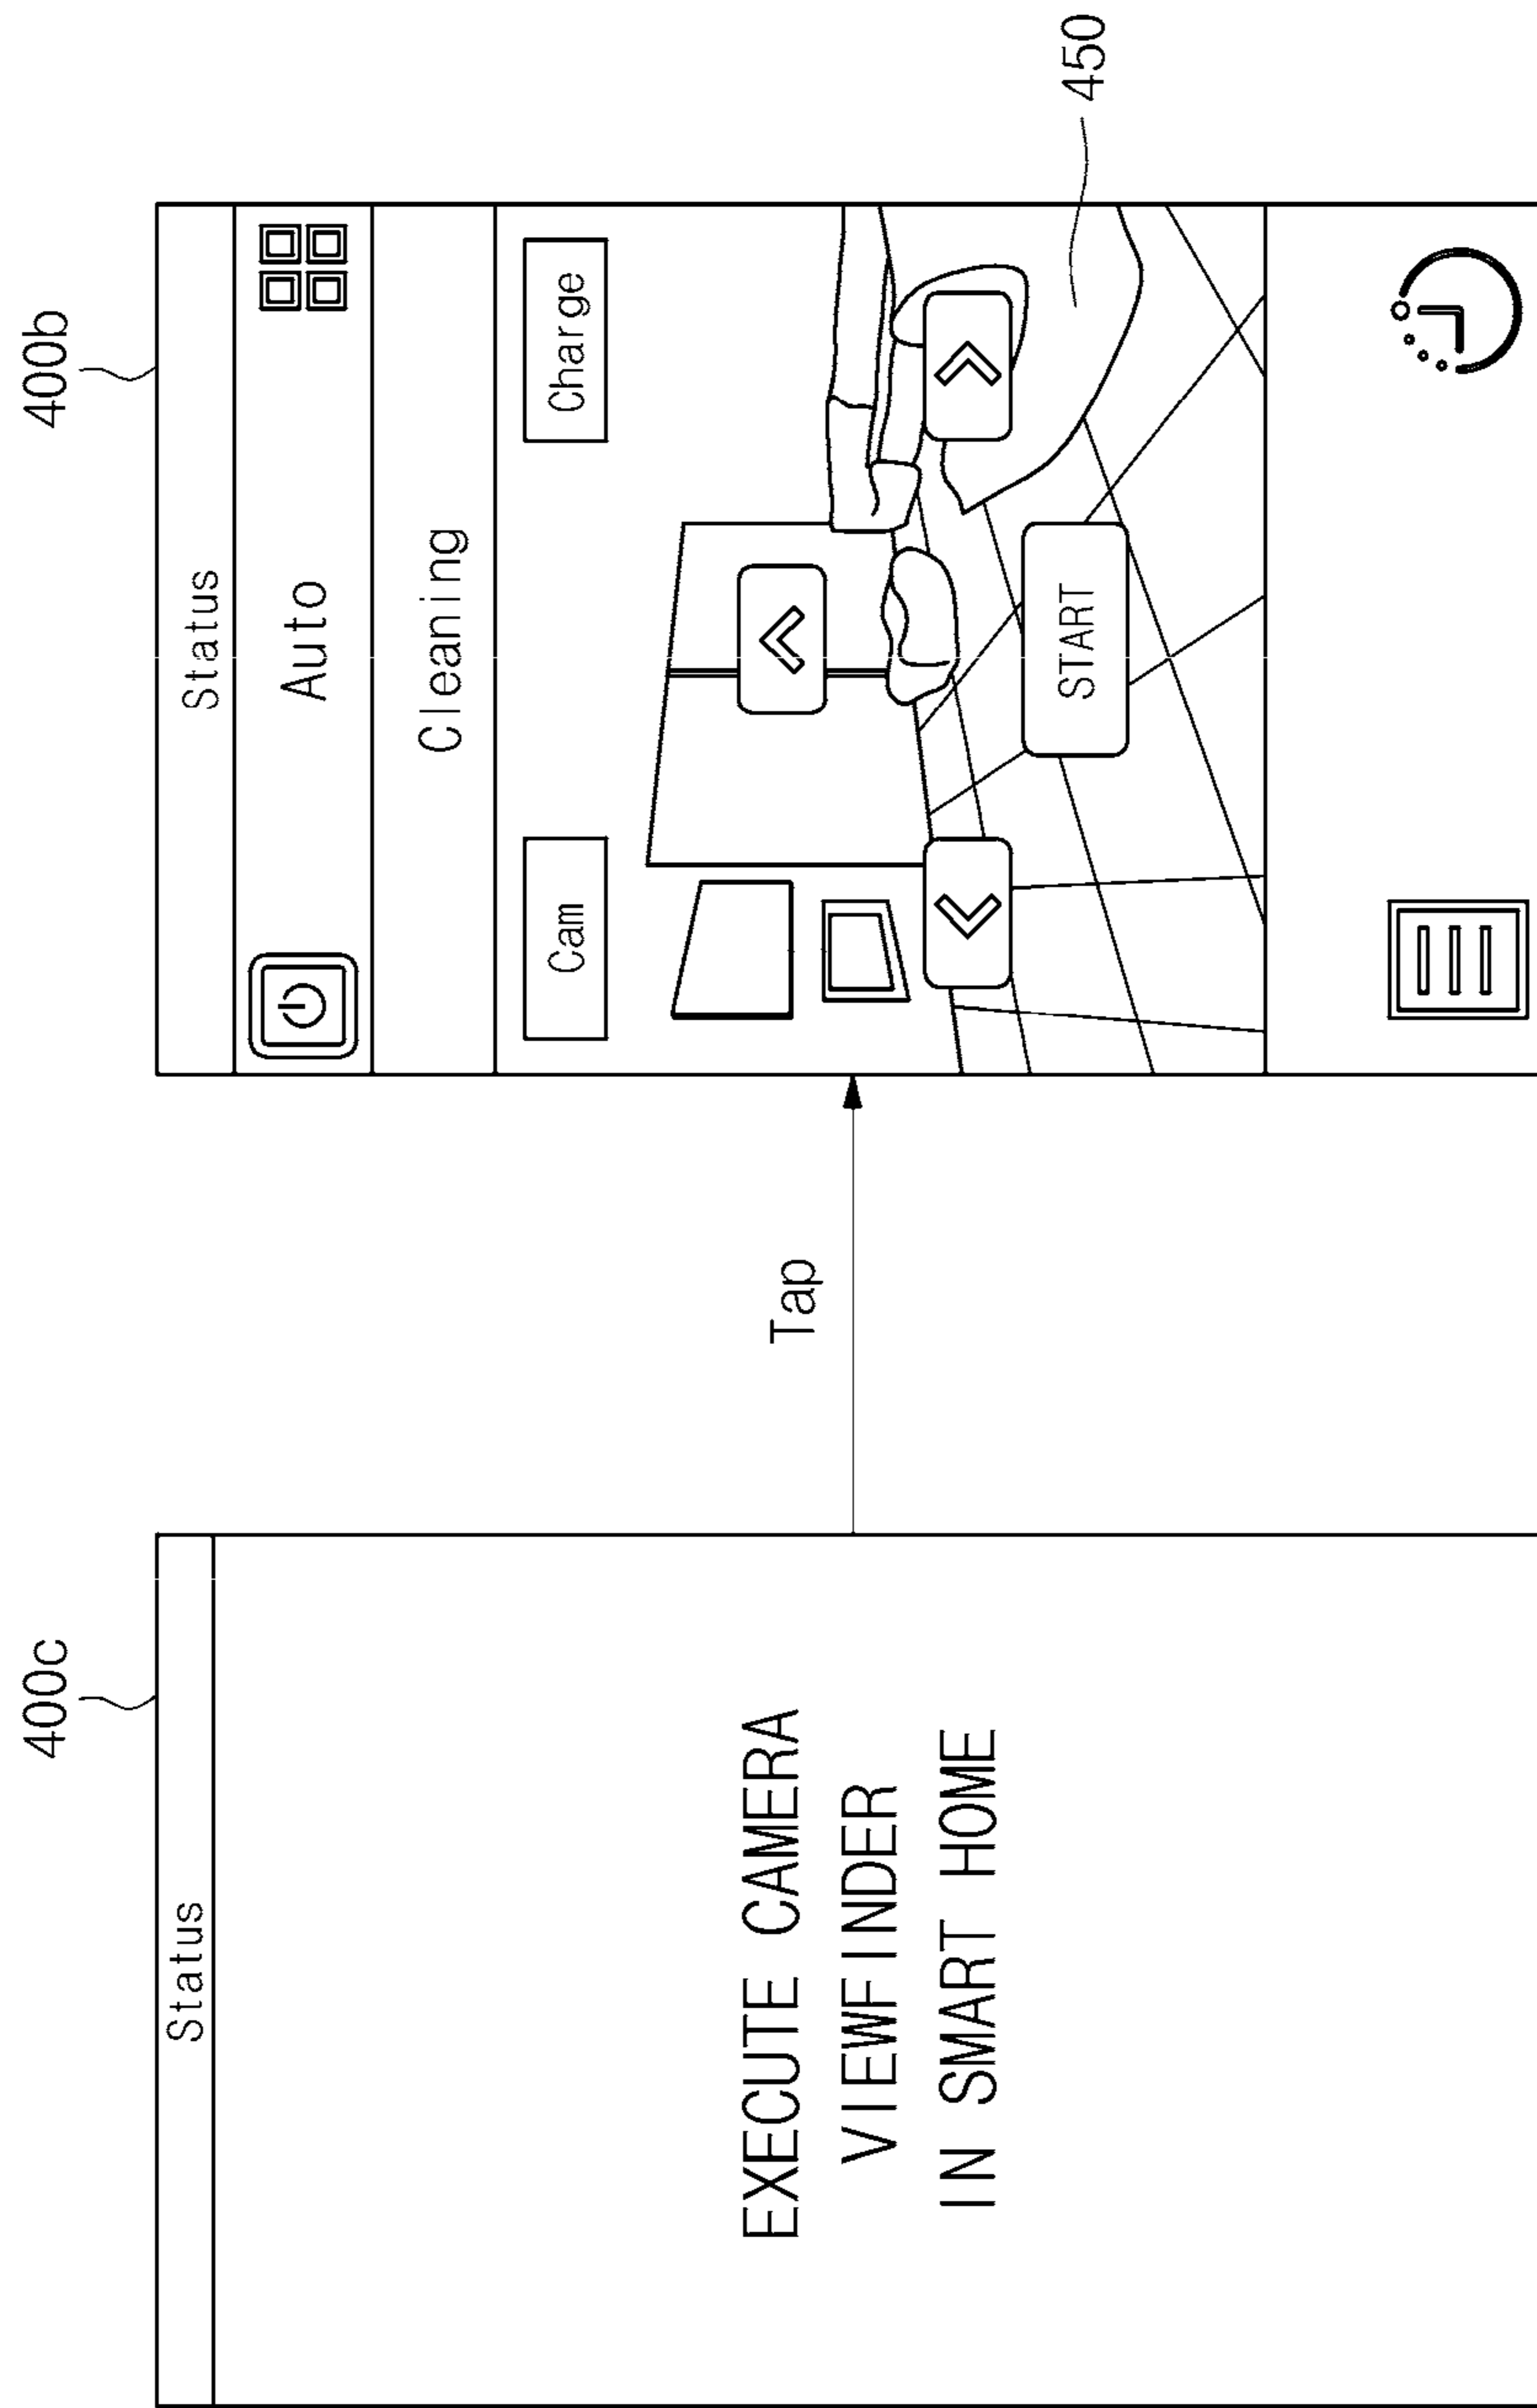 400c
Status
EXECUTE CAMERA
VIEWFINDER
IN SMART HOME
Tap
400b
Status
Auto
Cleaning
Cam
Charge
START
450